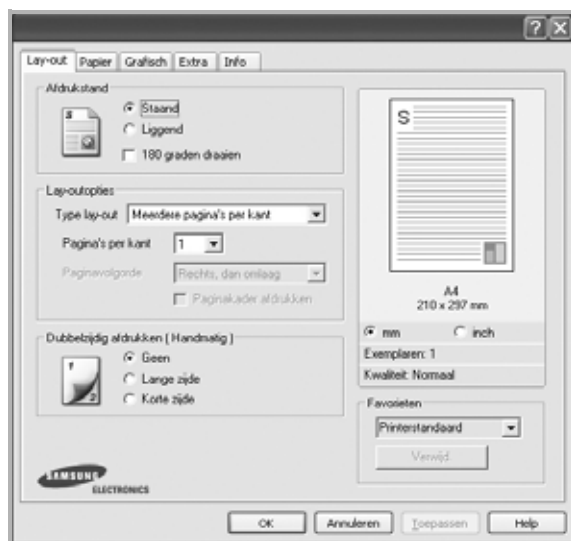 Lay-out Papier Grafisch Extra Info
Afdrukstand
Staand
Liggend
180 graden draaien
Lay-outopties
Type lay-out Meerdere pagina's per kant
Pagina's per kant 1
Paginavolgorde Rechts, dan omlaag
Paginakader afdrukken
Dubbelzijdig afdrukken ( Handmatig )
Geen
Lange zijde
Korte zijde
S
A4
210 x 297 mm
mm inch
Exemplaren: 1
Kwaliteit: Normaal
Favorieten
Printerstandaard
Verwijd.
SAMSUNG
ELECTRONICS
OK Annuleren Toepassen Help